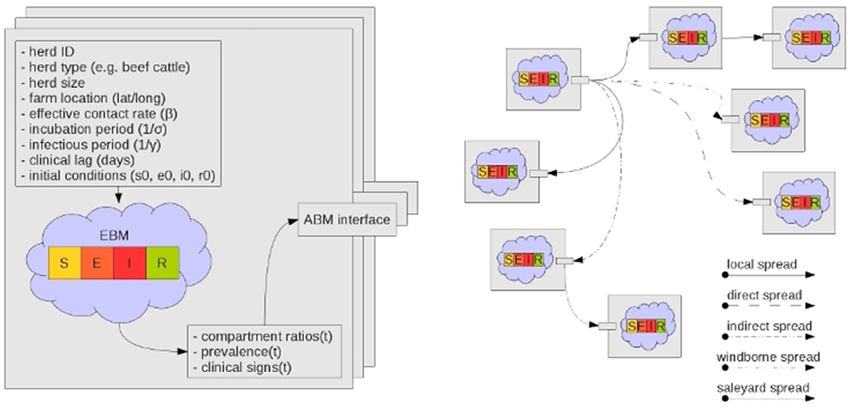 - herd ID
- herd type (e.g. beef cattle)
- herd size
- farm location (lat/long)
- effective contact rate (β)
- incubation period (1/σ)
- infectious period (1/γ)
- clinical lag (days)
- initial conditions (s0, e0, i0, r0)
EBM
S E I R
ABM interface
- compartment ratios(t)
- prevalence(t)
- clinical signs(t)
SEIR
SEIR
SEIR
SEIR
SEIR
SEIR
SEIR
SEIR
local spread
direct spread
indirect spread
windborne spread
saleyard spread